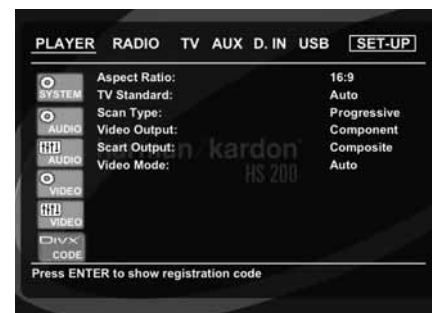 PLAYER RADIO TV AUX D. IN USB SET-UP
SYSTEM
AUDIO
AUDIO
VIDEO
VIDEO
DIVX
CODE
Aspect Ratio: 16:9
TV Standard: Auto
Scan Type: Progressive
Video Output: Component
Scart Output: Composite
Video Mode: Auto
harman/kardon
HS 200
Press ENTER to show registration code